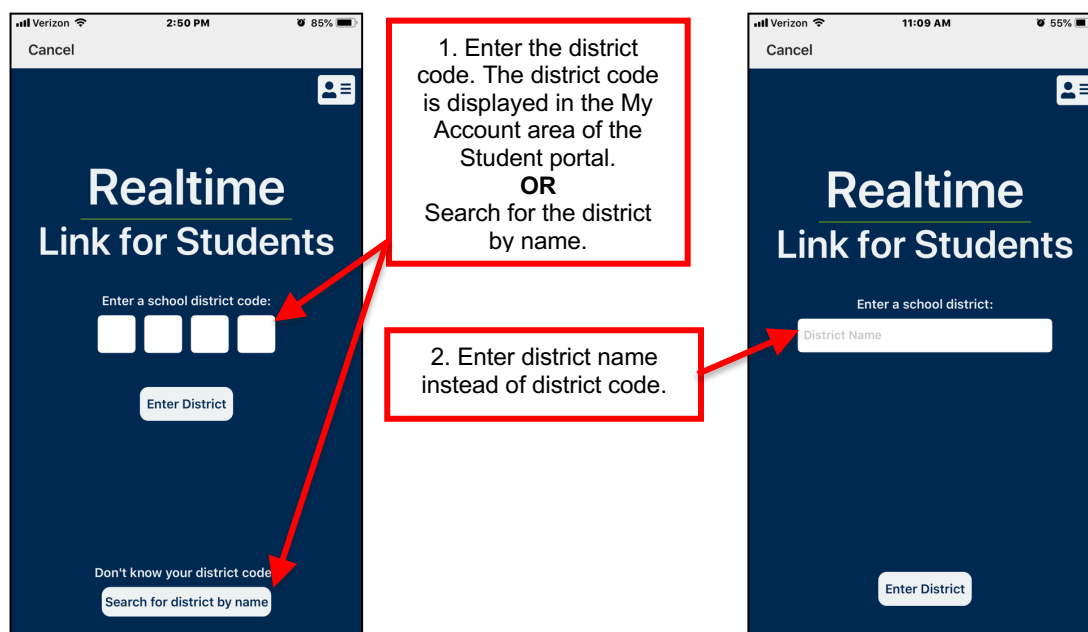 Verizon 2:50 PM 85%
Cancel
Realtime
Link for Students
Enter a school district code:
Enter District
Don't know your district code
Search for district by name
1. Enter the district
code. The district code
is displayed in the My
Account area of the
Student portal.
OR
Search for the district
by name.
2. Enter district name
instead of district code.
Verizon 11:09 AM 55%
Cancel
Realtime
Link for Students
Enter a school district:
District Name
Enter District